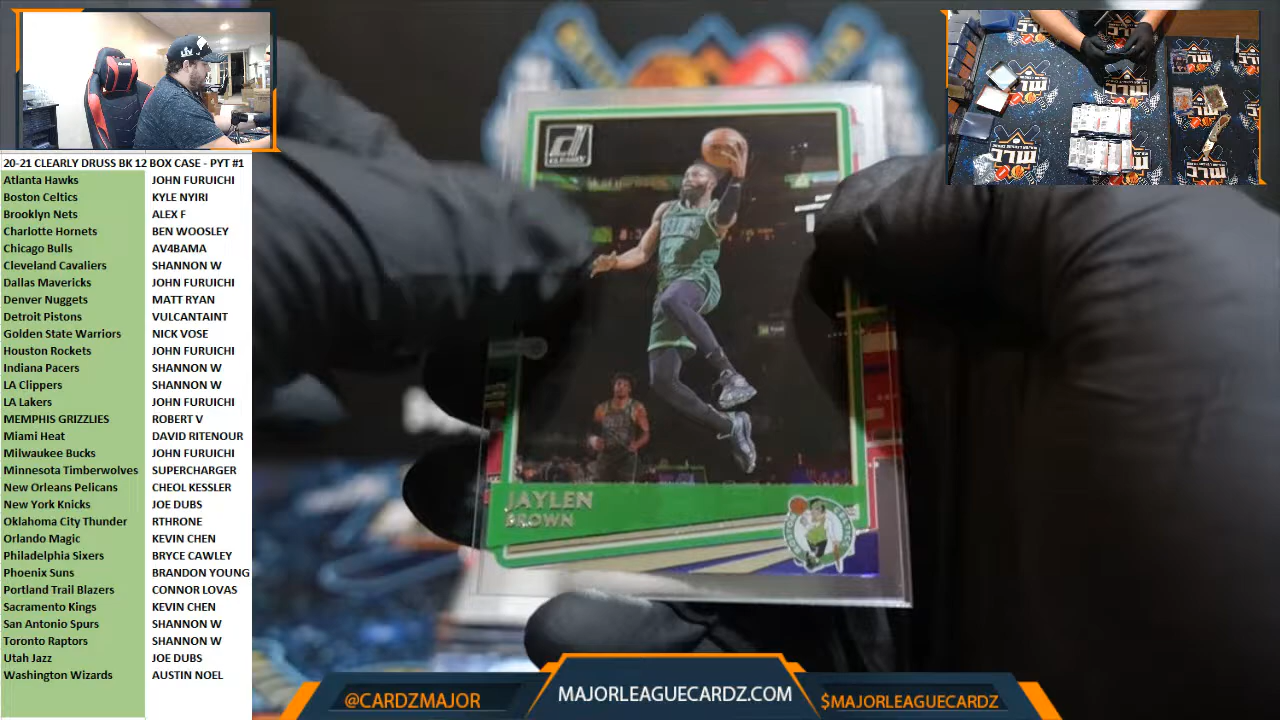 20-21 CLEARLY DRUSS BK 12 BOX CASE - PYT #1
Atlanta Hawks JOHN FURUICHI
Boston Celtics KYLE NYIRI
Brooklyn Nets ALEX F
Charlotte Hornets BEN WOOSLEY
Chicago Bulls AV4BAMA
Cleveland Cavaliers SHANNON W
Dallas Mavericks JOHN FURUICHI
Denver Nuggets MATT RYAN
Detroit Pistons VULCANTAINT
Golden State Warriors NICK VOSE
Houston Rockets JOHN FURUICHI
Indiana Pacers SHANNON W
LA Clippers SHANNON W
LA Lakers JOHN FURUICHI
MEMPHIS GRIZZLIES ROBERT V
Miami Heat DAVID RITENOUR
Milwaukee Bucks JOHN FURUICHI
Minnesota Timberwolves SUPERCHARGER
New Orleans Pelicans CHEOL KESSLER
New York Knicks JOE DUBS
Oklahoma City Thunder RTHRONE
Orlando Magic KEVIN CHEN
Philadelphia Sixers BRYCE CAWLEY
Phoenix Suns BRANDON YOUNG
Portland Trail Blazers CONNOR LOVAS
Sacramento Kings KEVIN CHEN
San Antonio Spurs SHANNON W
Toronto Raptors SHANNON W
Utah Jazz JOE DUBS
Washington Wizards AUSTIN NOEL
JAYLEN
BROWN
@CARDZMAJOR
MAJORLEAGUECARDZ.COM
$MAJORLEAGUECARDZ